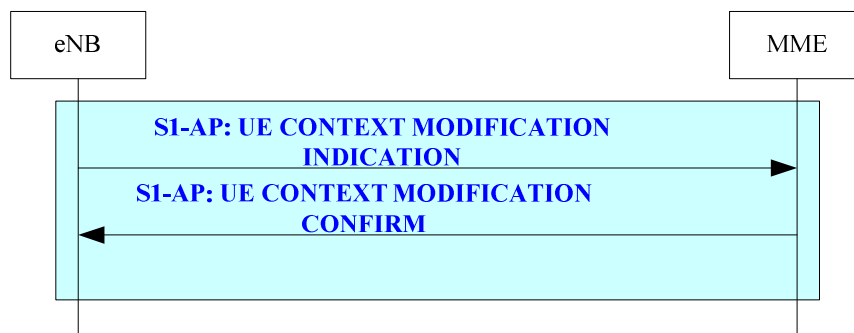 eNB
MME
S1-AP: UE CONTEXT MODIFICATION
INDICATION
S1-AP: UE CONTEXT MODIFICATION
CONFIRM